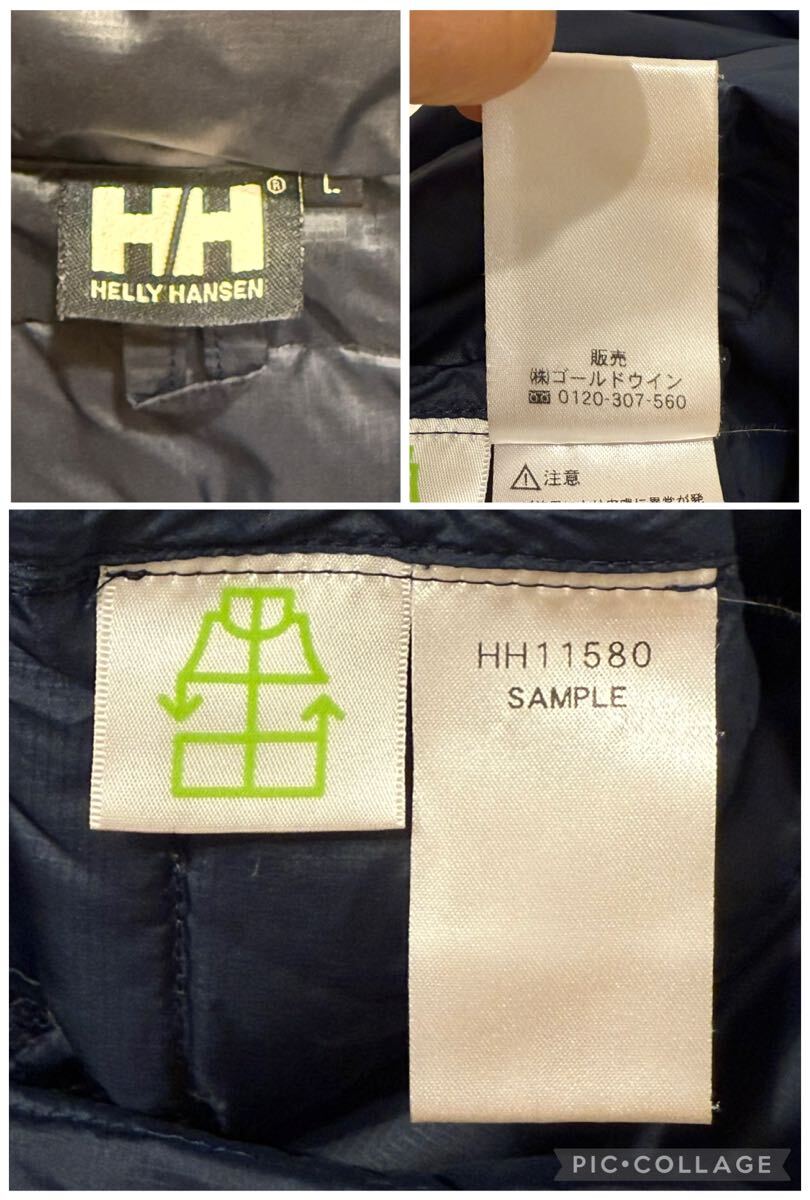 H/H®
L
HELLY HANSEN
販売
㈱ゴールドウイン
0120-307-560
注意
HH11580
SAMPLE
PIC•COLLAGE